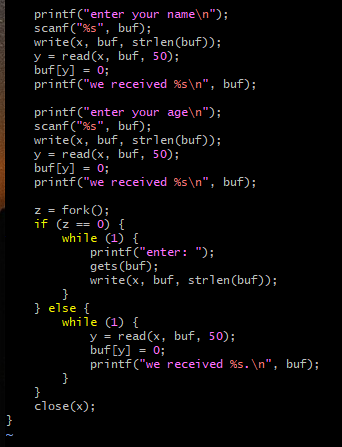 printf("enter your name\n");
scanf("%s", buf);
write(x, buf, strlen(buf));
y = read(x, buf, 50);
buf[y] = 0;
printf("we received %s\n", buf);

printf("enter your age\n");
scanf("%s", buf);
write(x, buf, strlen(buf));
y = read(x, buf, 50);
buf[y] = 0;
printf("we received %s\n", buf);

z = fork();
if (z == 0) {
    while (1) {
        printf("enter: ");
        gets(buf);
        write(x, buf, strlen(buf));
    }
} else {
    while (1) {
        y = read(x, buf, 50);
        buf[y] = 0;
        printf("we received %s.\n", buf);
    }
}
close(x);
}
~